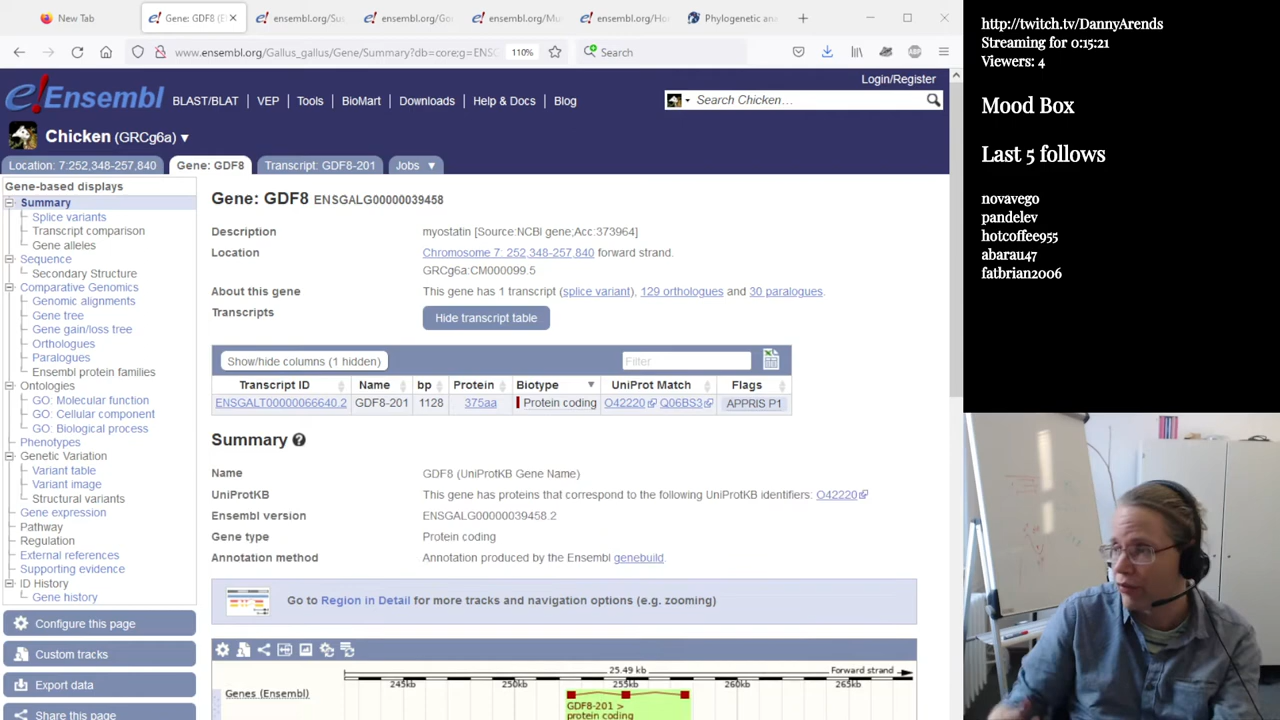 New Tab
Gene: GDF8 (E
ensembl.org/Sus
ensembl.org/Gor
ensembl.org/Mu
ensembl.org/Ho
Phylogenetic ana
www.ensembl.org/Gallus_gallus/Gene/Summary?db=core;g=ENSG
110%
Search
Login/Register
e!Ensembl
BLAST/BLAT | VEP | Tools | BioMart | Downloads | Help & Docs | Blog
Search Chicken…
Chicken (GRCg6a) ▼
Location: 7:252,348-257,840
Gene: GDF8
Transcript: GDF8-201
Jobs ▼
Gene-based displays
Summary
Splice variants
Transcript comparison
Gene alleles
Sequence
Secondary Structure
Comparative Genomics
Genomic alignments
Gene tree
Gene gain/loss tree
Orthologues
Paralogues
Ensembl protein families
Ontologies
GO: Molecular function
GO: Cellular component
GO: Biological process
Phenotypes
Genetic Variation
Variant table
Variant image
Structural variants
Gene expression
Pathway
Regulation
External references
Supporting evidence
ID History
Gene history
Configure this page
Custom tracks
Export data
Share this page
Gene: GDF8 ENSGALG00000039458
Description myostatin [Source:NCBI gene;Acc:373964]
Location Chromosome 7: 252,348-257,840 forward strand.
GRCg6a:CM000099.5
About this gene This gene has 1 transcript (splice variant), 129 orthologues and 30 paralogues.
Transcripts Hide transcript table
Show/hide columns (1 hidden) Filter
Transcript ID Name bp Protein Biotype UniProt Match Flags
ENSGALT00000066640.2 GDF8-201 1128 375aa Protein coding O42220 Q06BS3 APPRIS P1
Summary ?
Name GDF8 (UniProtKB Gene Name)
UniProtKB This gene has proteins that correspond to the following UniProtKB identifiers: O42220
Ensembl version ENSGALG00000039458.2
Gene type Protein coding
Annotation method Annotation produced by the Ensembl genebuild.
Go to Region in Detail for more tracks and navigation options (e.g. zooming)
25.49 kb Forward strand
245kb 250kb 255kb 260kb 265kb
Genes (Ensembl)
GDF8-201 >
protein coding
http://twitch.tv/DannyArends
Streaming for 0:15:21
Viewers: 4
Mood Box
Last 5 follows
novavego
pandelev
hotcoffee955
abarau47
fatbrian2006